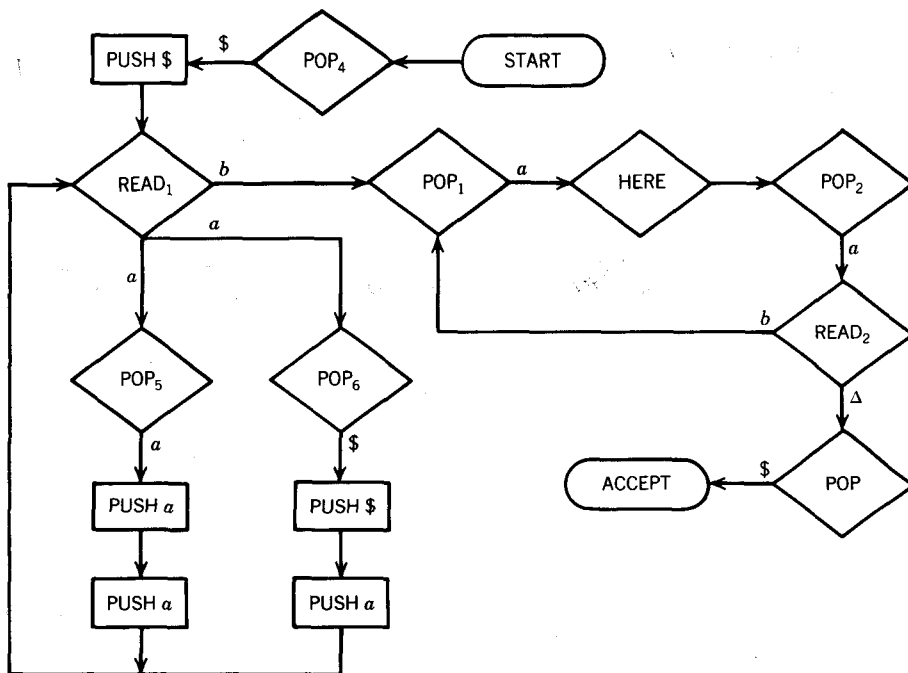 PUSH $
$
POP₄
START
READ₁
b
POP₁
a
HERE
POP₂
a
a
a
b
READ₂
POP₅
POP₆
Δ
a
$
PUSH a
PUSH $
ACCEPT
$
POP
PUSH a
PUSH a